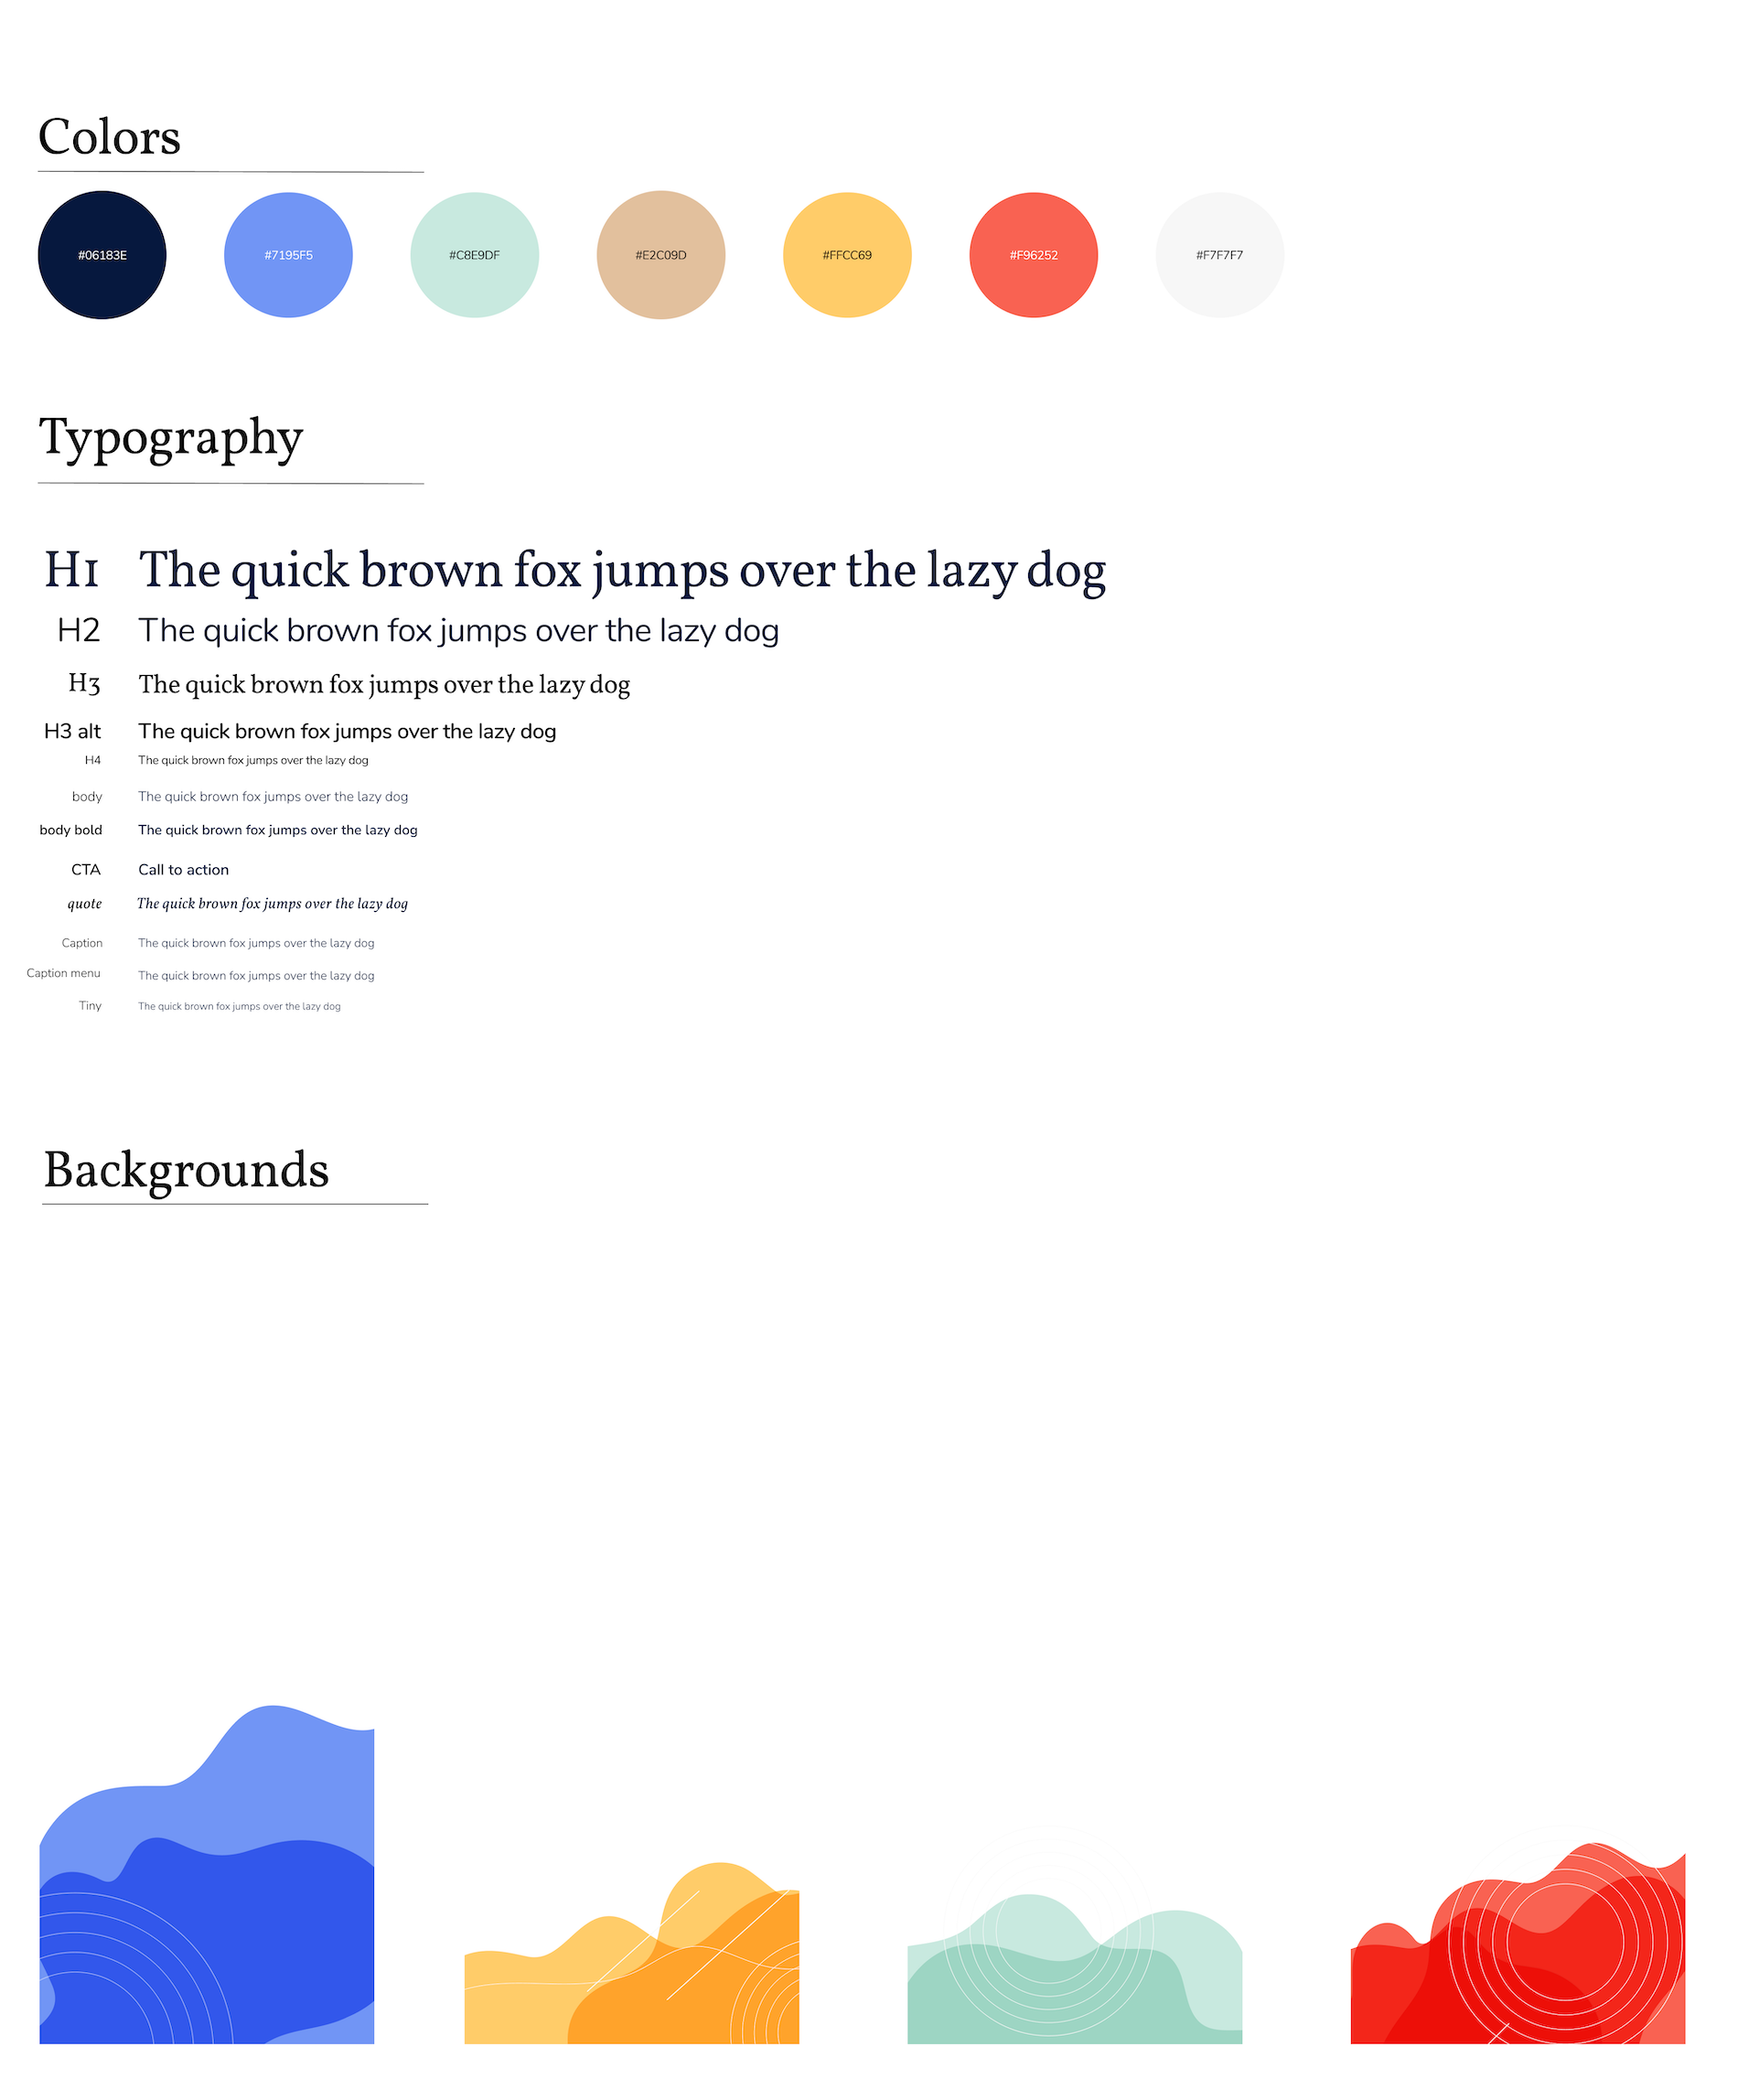 Colors
#06183E #7195F5 #C8E9DF #E2C09D #FFCC69 #F96252 #F7F7F7
Typography
H1 The quick brown fox jumps over the lazy dog
H2 The quick brown fox jumps over the lazy dog
H3 The quick brown fox jumps over the lazy dog
H3 alt The quick brown fox jumps over the lazy dog
H4 The quick brown fox jumps over the lazy dog
body The quick brown fox jumps over the lazy dog
body bold The quick brown fox jumps over the lazy dog
CTA Call to action
quote The quick brown fox jumps over the lazy dog
Caption The quick brown fox jumps over the lazy dog
Caption menu The quick brown fox jumps over the lazy dog
Tiny The quick brown fox jumps over the lazy dog
Backgrounds